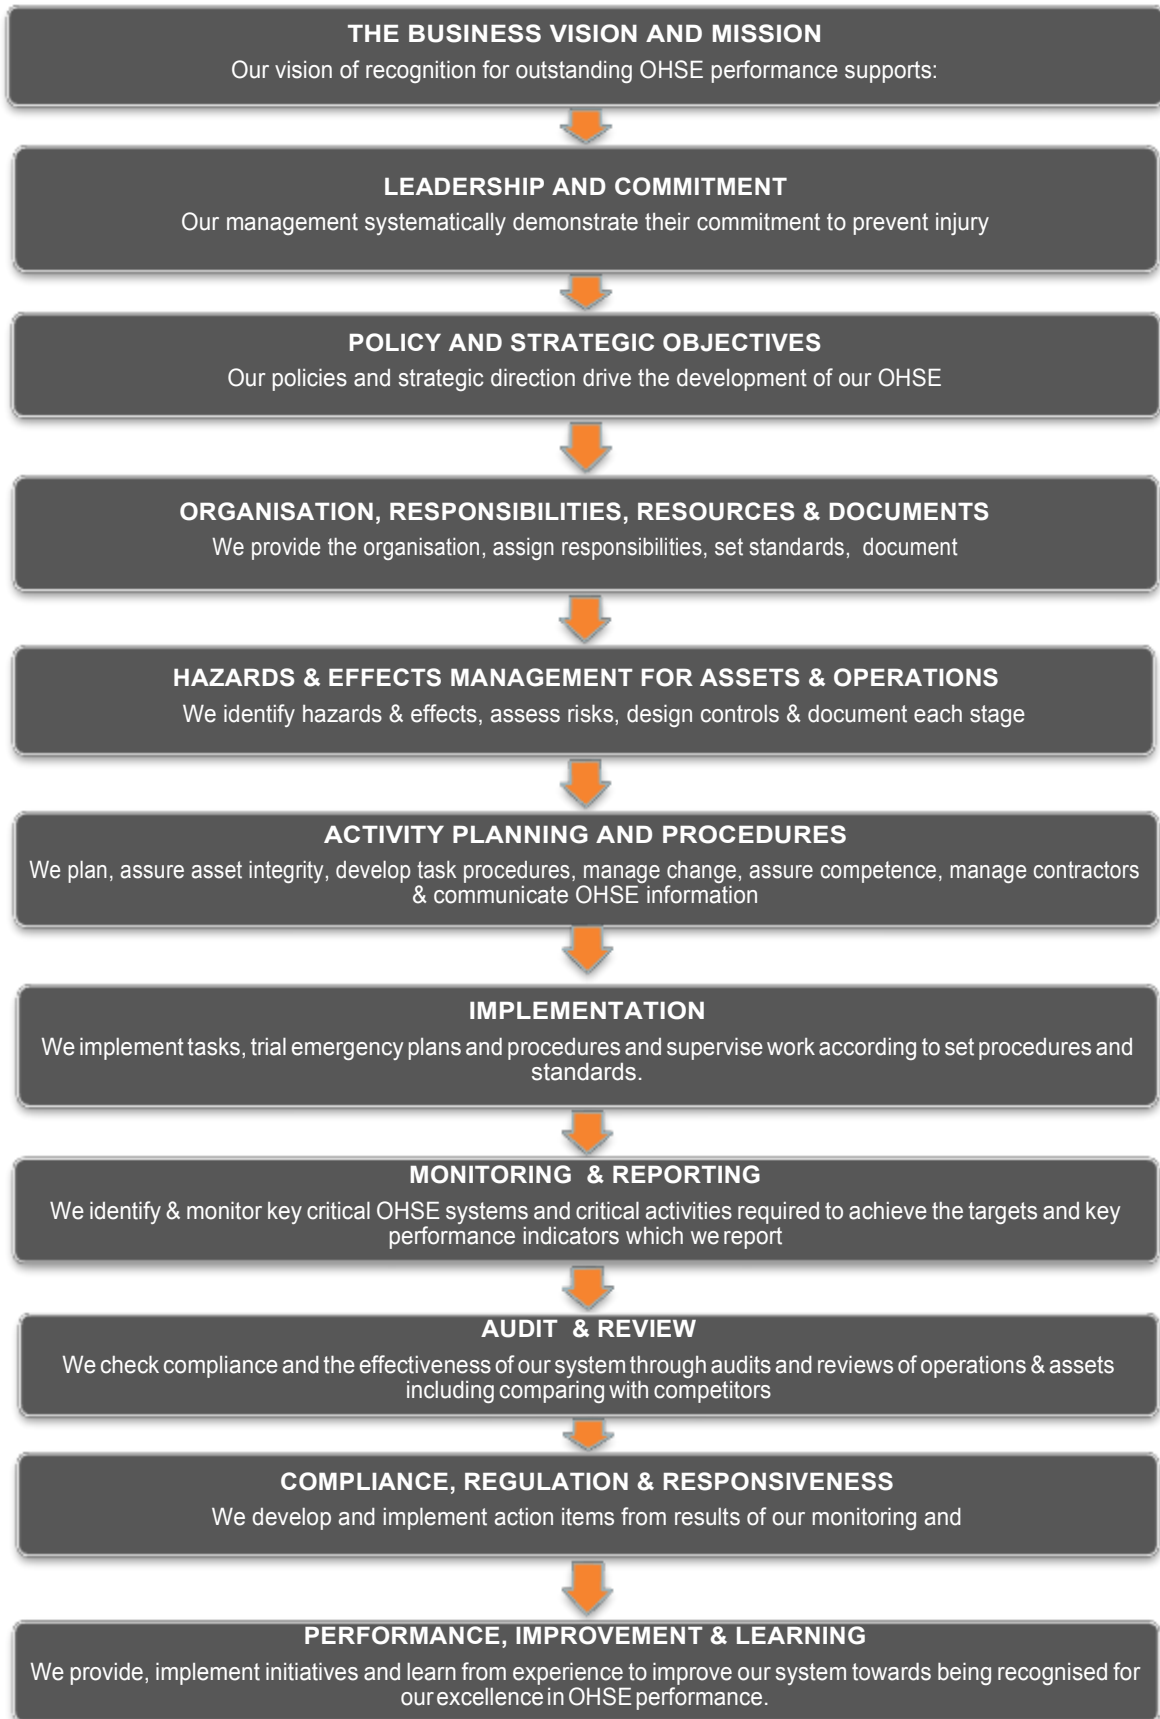 THE BUSINESS VISION AND MISSION
Our vision of recognition for outstanding OHSE performance supports:
LEADERSHIP AND COMMITMENT
Our management systematically demonstrate their commitment to prevent injury
POLICY AND STRATEGIC OBJECTIVES
Our policies and strategic direction drive the development of our OHSE
ORGANISATION, RESPONSIBILITIES, RESOURCES & DOCUMENTS
We provide the organisation, assign responsibilities, set standards, document
HAZARDS & EFFECTS MANAGEMENT FOR ASSETS & OPERATIONS
We identify hazards & effects, assess risks, design controls & document each stage
ACTIVITY PLANNING AND PROCEDURES
We plan, assure asset integrity, develop task procedures, manage change, assure competence, manage contractors
& communicate OHSE information
IMPLEMENTATION
We implement tasks, trial emergency plans and procedures and supervise work according to set procedures and
standards.
MONITORING & REPORTING
We identify & monitor key critical OHSE systems and critical activities required to achieve the targets and key
performance indicators which we report
AUDIT & REVIEW
We check compliance and the effectiveness of our system through audits and reviews of operations & assets
including comparing with competitors
COMPLIANCE, REGULATION & RESPONSIVENESS
We develop and implement action items from results of our monitoring and
PERFORMANCE, IMPROVEMENT & LEARNING
We provide, implement initiatives and learn from experience to improve our system towards being recognised for
our excellence in OHSE performance.